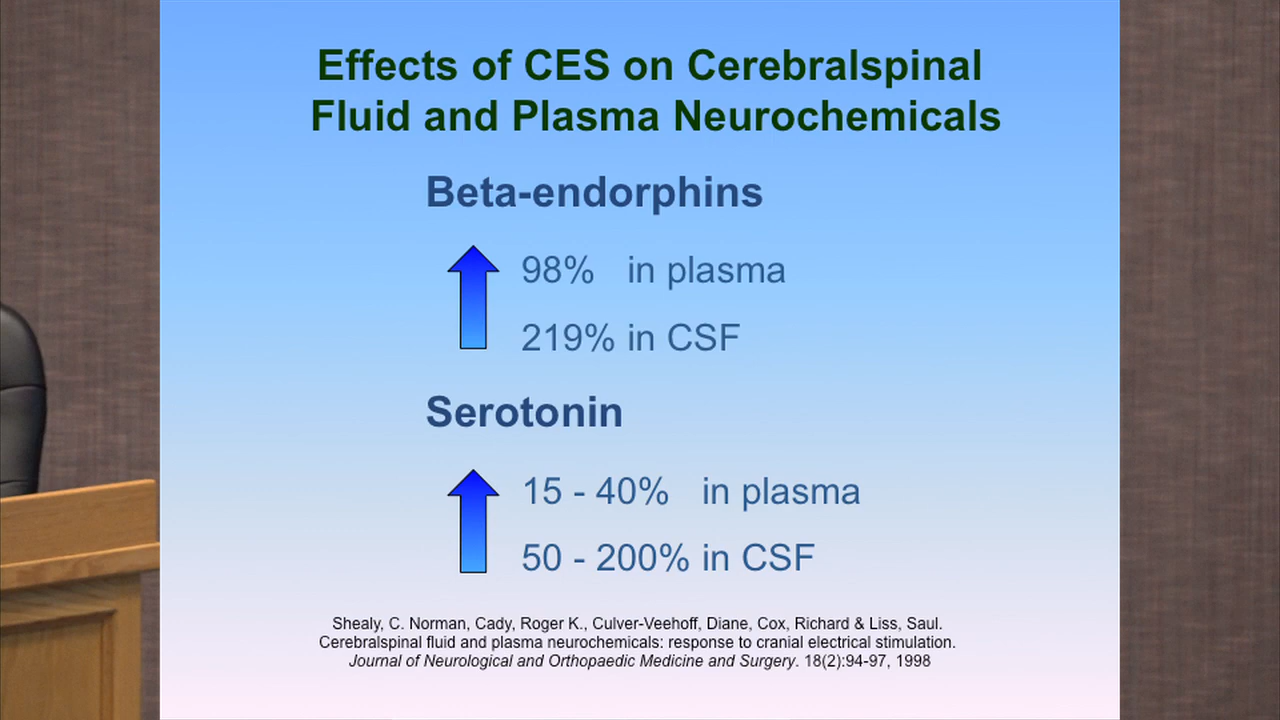 Effects of CES on Cerebralspinal
Fluid and Plasma Neurochemicals
Beta-endorphins
98% in plasma
219% in CSF
Serotonin
15 - 40% in plasma
50 - 200% in CSF
Shealy, C. Norman, Cady, Roger K., Culver-Veehoff, Diane, Cox, Richard & Liss, Saul.
Cerebralspinal fluid and plasma neurochemicals: response to cranial electrical stimulation.
Journal of Neurological and Orthopaedic Medicine and Surgery. 18(2):94-97, 1998